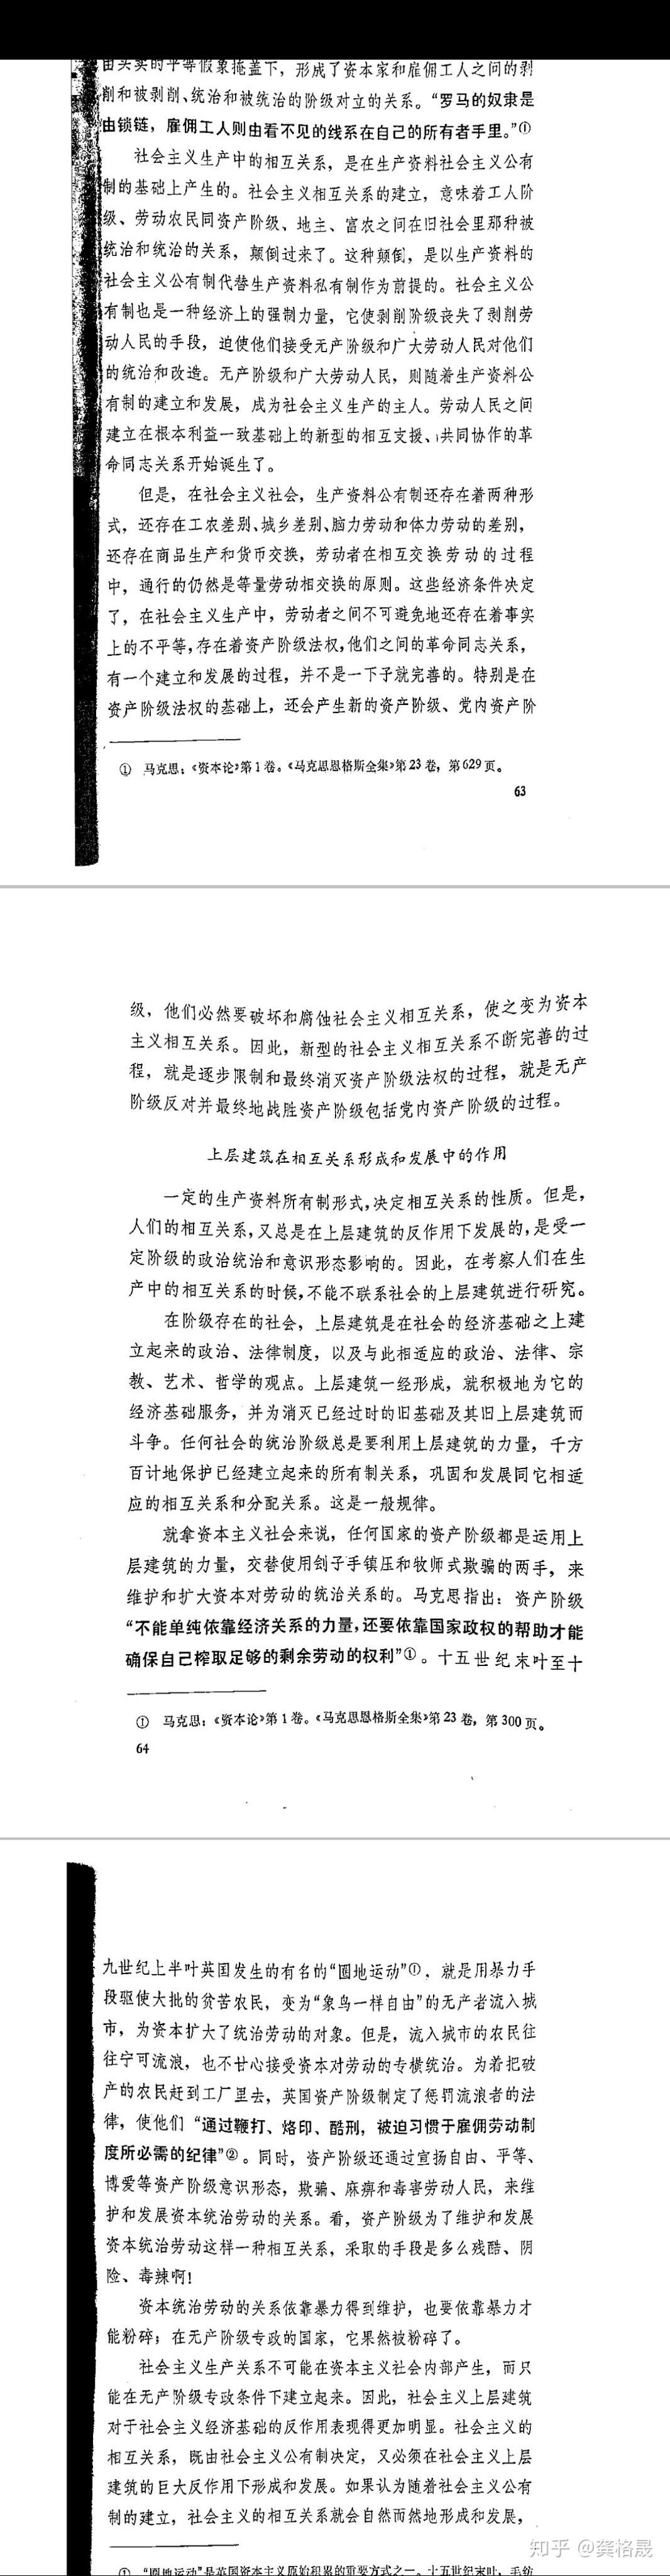 由买卖的平等假象掩盖下，形成了资本家和雇佣工人之间的剥
削和被剥削、统治和被统治的阶级对立的关系。“罗马的奴隶是
由锁链，雇佣工人则由看不见的线系在自己的所有者手里。”①
社会主义生产中的相互关系，是在生产资料社会主义公有
制的基础上产生的。社会主义相互关系的建立，意味着工人阶
级、劳动农民同资产阶级、地主、富农之间在旧社会里那种被
统治和统治的关系，颠倒过来了。这种颠倒，是以生产资料的
社会主义公有制代替生产资料私有制作为前提的。社会主义公
有制也是一种经济上的强制力量，它使剥削阶级丧失了剥削劳
动人民的手段，迫使他们接受无产阶级和广大劳动人民对他们
的统治和改造。无产阶级和广大劳动人民，则随着生产资料公
有制的建立和发展，成为社会主义生产的主人。劳动人民之间
建立在根本利益一致基础上的新型的相互支援、共同协作的革
命同志关系开始诞生了。
但是，在社会主义社会，生产资料公有制还存在着两种形
式，还存在工农差别、城乡差别、脑力劳动和体力劳动的差别，
还存在商品生产和货币交换，劳动者在相互交换劳动的过程
中，通行的仍然是等量劳动相交换的原则。这些经济条件决定
了，在社会主义生产中，劳动者之间不可避免地还存在着事实
上的不平等，存在着资产阶级法权，他们之间的革命同志关系，
有一个建立和发展的过程，并不是一下子就完善的。特别是在
资产阶级法权的基础上，还会产生新的资产阶级、党内资产阶
① 马克思：《资本论》第1卷。《马克思恩格斯全集》第23卷，第629页。
63
级，他们必然要破坏和腐蚀社会主义相互关系，使之变为资本
主义相互关系。因此，新型的社会主义相互关系不断完善的过
程，就是逐步限制和最终消灭资产阶级法权的过程，就是无产
阶级反对并最终地战胜资产阶级包括党内资产阶级的过程。
上层建筑在相互关系形成和发展中的作用
一定的生产资料所有制形式，决定相互关系的性质。但是，
人们的相互关系，又总是在上层建筑的反作用下发展的，是受一
定阶级的政治统治和意识形态影响的。因此，在考察人们在生
产中的相互关系的时候，不能不联系社会的上层建筑进行研究。
在阶级存在的社会，上层建筑是在社会的经济基础之上建
立起来的政治、法律制度，以及与此相适应的政治、法律、宗
教、艺术、哲学的观点。上层建筑一经形成，就积极地为它的
经济基础服务，并为消灭已经过时的旧基础及其旧上层建筑而
斗争。任何社会的统治阶级总是要利用上层建筑的力量，千方
百计地保护已经建立起来的所有制关系，巩固和发展同它相适
应的相互关系和分配关系。这是一般规律。
就拿资本主义社会来说，任何国家的资产阶级都是运用上
层建筑的力量，交替使用刽子手镇压和牧师式欺骗的两手，来
维护和扩大资本对劳动的统治关系的。马克思指出：资产阶级
“不能单纯依靠经济关系的力量，还要依靠国家政权的帮助才能
确保自己榨取足够的剩余劳动的权利”①。十五世纪末叶至十
① 马克思：《资本论》第1卷。《马克思恩格斯全集》第23卷，第300页。
64
九世纪上半叶英国发生的有名的“圈地运动”①，就是用暴力手
段驱使大批的贫苦农民，变为“象鸟一样自由”的无产者流入城
市，为资本扩大了统治劳动的对象。但是，流入城市的农民往
往宁可流浪，也不甘心接受资本对劳动的专横统治。为着把破
产的农民赶到工厂里去，英国资产阶级制定了惩罚流浪者的法
律，使他们“通过鞭打、烙印、酷刑，被迫习惯于雇佣劳动制
度所必需的纪律”②。同时，资产阶级还通过宣扬自由、平等、
博爱等资产阶级意识形态，欺骗、麻痹和毒害劳动人民，来维
护和发展资本统治劳动的关系。看，资产阶级为了维护和发展
资本统治劳动这样一种相互关系，采取的手段是多么残酷、阴
险、毒辣啊！
资本统治劳动的关系依靠暴力得到维护，也要依靠暴力才
能粉碎；在无产阶级专政的国家，它果然被粉碎了。
社会主义生产关系不可能在资本主义社会内部产生，而只
能在无产阶级专政条件下建立起来。因此，社会主义上层建筑
对于社会主义经济基础的反作用表现得更加明显。社会主义的
相互关系，既由社会主义公有制决定，又必须在社会主义上层
建筑的巨大反作用下形成和发展。如果认为随着社会主义公有
制的建立，社会主义的相互关系就会自然而然地形成和发展，
① “圈地运动”是英国资本主义原始积累的重要方式之一。十五世纪末叶，毛纺
知乎 @龚格晟